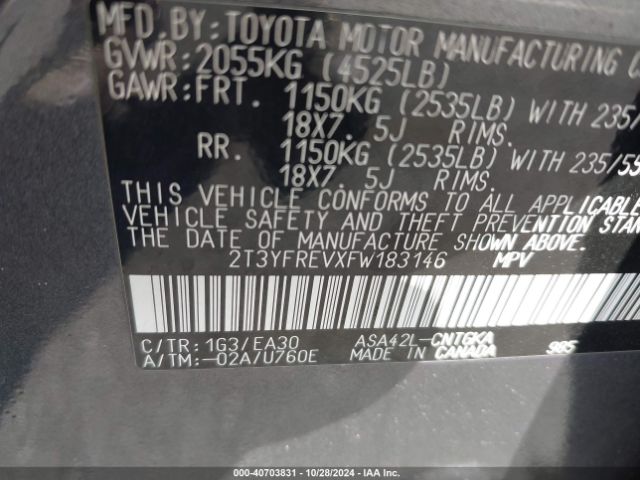 MFD. BY: TOYOTA MOTOR MANUFACTURING
GVWR: 2055KG (4525LB)
GAWR: FRT. 1150KG (2535LB) WITH 235/
18X7. 5J RIMS.
RR. 1150KG (2535LB) WITH 235/55
18X7. 5J RIMS.
THIS VEHICLE CONFORMS TO ALL APPLICABLE
VEHICLE SAFETY AND THEFT PREVENTION STAN
THE DATE OF MANUFACTURE SHOWN ABOVE.
2T3YFREVXFW183146 MPV
C/TR: 1G3/EA30 ASA42L-CNTGKA
A/TM: -02A/U760E MADE IN CANADA 985
000-40703831 - 10/28/2024 - IAA Inc.